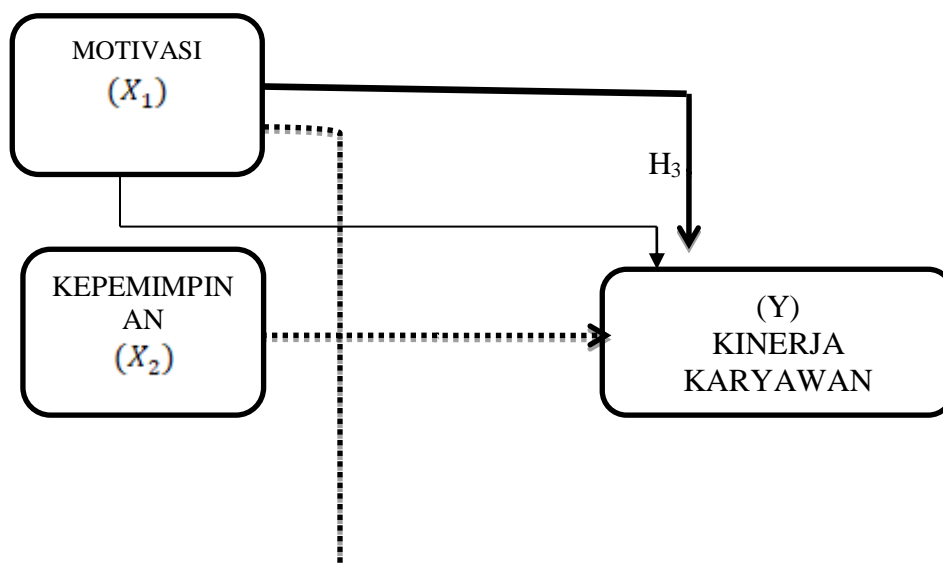 MOTIVASI
(X₁)
H₃
KEPEMIMPIN
AN
(X₂)
(Y)
KINERJA
KARYAWAN